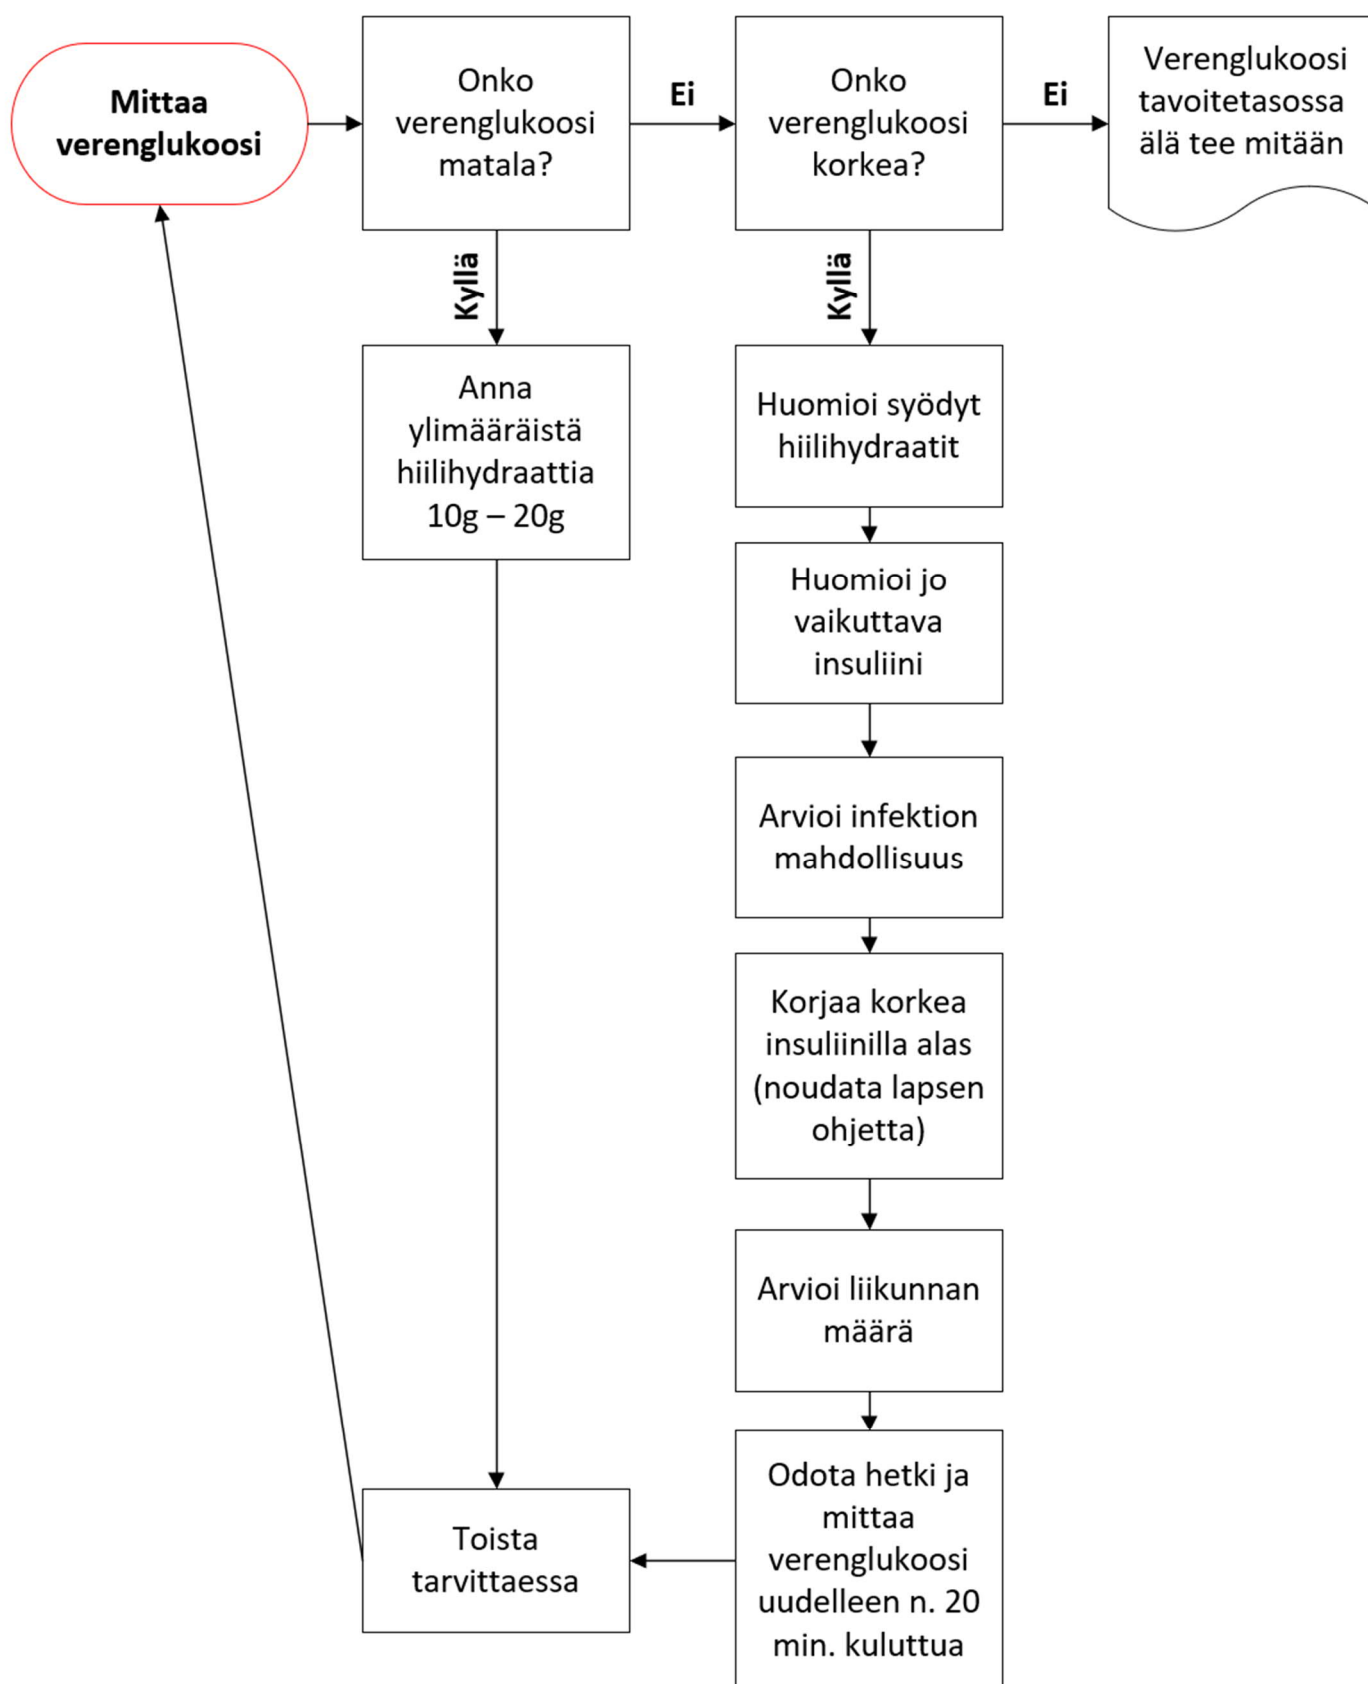 Mittaa
verenglukoosi
Onko
verenglukoosi
matala?
Ei
Onko
verenglukoosi
korkea?
Ei
Verenglukoosi
tavoitetasossa
älä tee mitään
Kyllä
Kyllä
Anna
ylimääräistä
hiilihydraattia
10g – 20g
Huomioi syödyt
hiilihydraatit
Huomioi jo
vaikuttava
insuliini
Arvioi infektion
mahdollisuus
Korjaa korkea
insuliinilla alas
(noudata lapsen
ohjetta)
Arvioi liikunnan
määrä
Odota hetki ja
mittaa
verenglukoosi
uudelleen n. 20
min. kuluttua
Toista
tarvittaessa